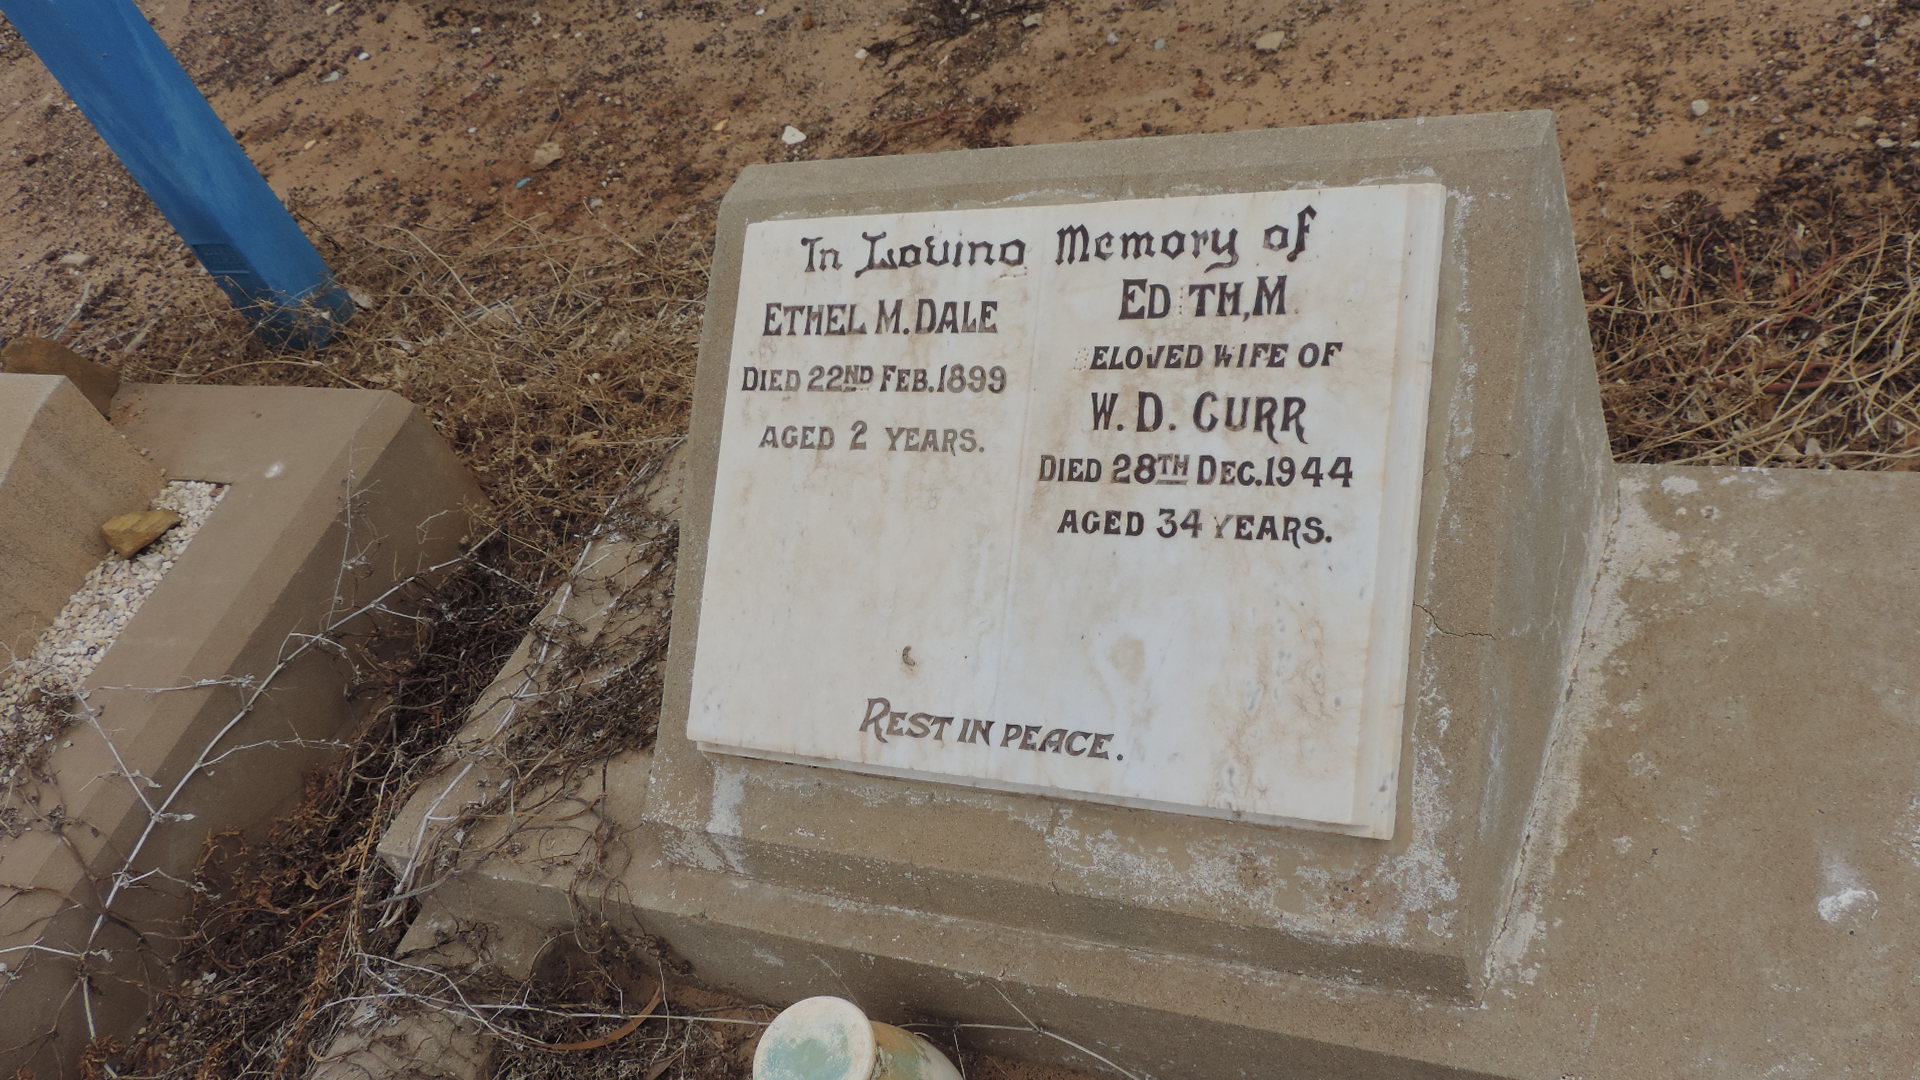 In Loving Memory of
ETHEL M. DALE
DIED 22ND FEB. 1899
AGED 2 YEARS.
ED TH, M
ELOVED WIFE OF
W. D. CURR
DIED 28TH DEC. 1944
AGED 34 YEARS.
REST IN PEACE.